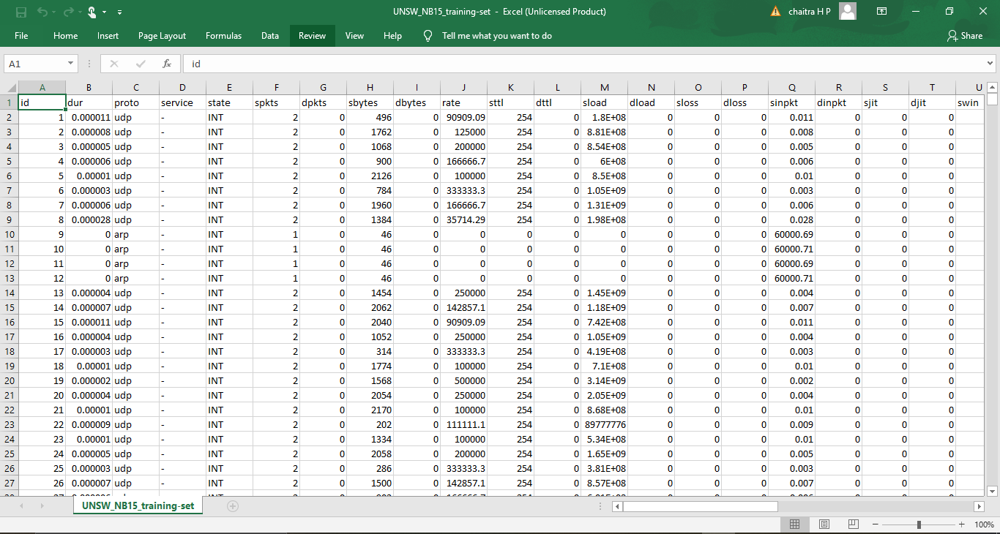 UNSW_NB15_training-set - Excel (Unlicensed Product) chaitra H P
File Home Insert Page Layout Formulas Data Review View Help Tell me what you want to do Share
A1 fx id
A B C D E F G H I J K L M N O P Q R S T U
1 id dur proto service state spkts dpkts sbytes dbytes rate sttl dttl sload dload sloss dloss sinpkt dinpkt sjit djit swin
2 1 0.000011 udp - INT 2 0 496 0 90909.09 254 0 1.8E+08 0 0 0 0.011 0 0 0
3 2 0.000008 udp - INT 2 0 1762 0 125000 254 0 8.81E+08 0 0 0 0.008 0 0 0
4 3 0.000005 udp - INT 2 0 1068 0 200000 254 0 8.54E+08 0 0 0 0.005 0 0 0
5 4 0.000006 udp - INT 2 0 900 0 166666.7 254 0 6E+08 0 0 0 0.006 0 0 0
6 5 0.00001 udp - INT 2 0 2126 0 100000 254 0 8.5E+08 0 0 0 0.01 0 0 0
7 6 0.000003 udp - INT 2 0 784 0 333333.3 254 0 1.05E+09 0 0 0 0.003 0 0 0
8 7 0.000006 udp - INT 2 0 1960 0 166666.7 254 0 1.31E+09 0 0 0 0.006 0 0 0
9 8 0.000028 udp - INT 2 0 1384 0 35714.29 254 0 1.98E+08 0 0 0 0.028 0 0 0
10 9 0 arp - INT 1 0 46 0 0 0 0 0 0 0 0 60000.69 0 0 0
11 10 0 arp - INT 1 0 46 0 0 0 0 0 0 0 0 60000.71 0 0 0
12 11 0 arp - INT 1 0 46 0 0 0 0 0 0 0 0 60000.69 0 0 0
13 12 0 arp - INT 1 0 46 0 0 0 0 0 0 0 0 60000.71 0 0 0
14 13 0.000004 udp - INT 2 0 1454 0 250000 254 0 1.45E+09 0 0 0 0.004 0 0 0
15 14 0.000007 udp - INT 2 0 2062 0 142857.1 254 0 1.18E+09 0 0 0 0.007 0 0 0
16 15 0.000011 udp - INT 2 0 2040 0 90909.09 254 0 7.42E+08 0 0 0 0.011 0 0 0
17 16 0.000004 udp - INT 2 0 1052 0 250000 254 0 1.05E+09 0 0 0 0.004 0 0 0
18 17 0.000003 udp - INT 2 0 314 0 333333.3 254 0 4.19E+08 0 0 0 0.003 0 0 0
19 18 0.00001 udp - INT 2 0 1774 0 100000 254 0 7.1E+08 0 0 0 0.01 0 0 0
20 19 0.000002 udp - INT 2 0 1568 0 500000 254 0 3.14E+09 0 0 0 0.002 0 0 0
21 20 0.000004 udp - INT 2 0 2054 0 250000 254 0 2.05E+09 0 0 0 0.004 0 0 0
22 21 0.00001 udp - INT 2 0 2170 0 100000 254 0 8.68E+08 0 0 0 0.01 0 0 0
23 22 0.000009 udp - INT 2 0 202 0 111111.1 254 0 89777776 0 0 0 0.009 0 0 0
24 23 0.00001 udp - INT 2 0 1334 0 100000 254 0 5.34E+08 0 0 0 0.01 0 0 0
25 24 0.000005 udp - INT 2 0 2058 0 200000 254 0 1.65E+09 0 0 0 0.005 0 0 0
26 25 0.000003 udp - INT 2 0 286 0 333333.3 254 0 3.81E+08 0 0 0 0.003 0 0 0
27 26 0.000007 udp - INT 2 0 1500 0 142857.1 254 0 8.57E+08 0 0 0 0.007 0 0 0
UNSW_NB15_training-set
100%